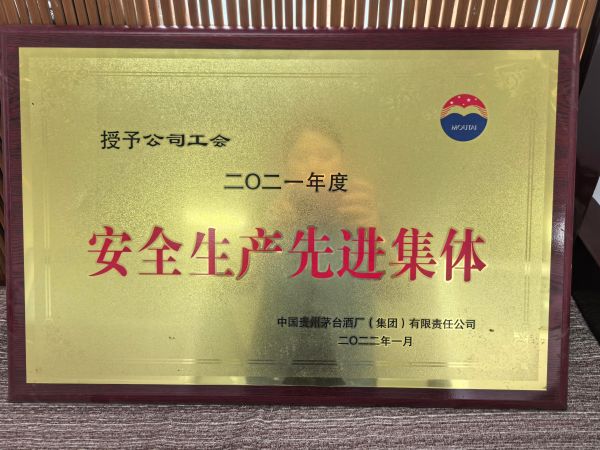 MOUTAI
授予公司工会
二〇二一年度
安全生产先进集体
中国贵州茅台酒厂（集团）有限责任公司
二〇二二年一月